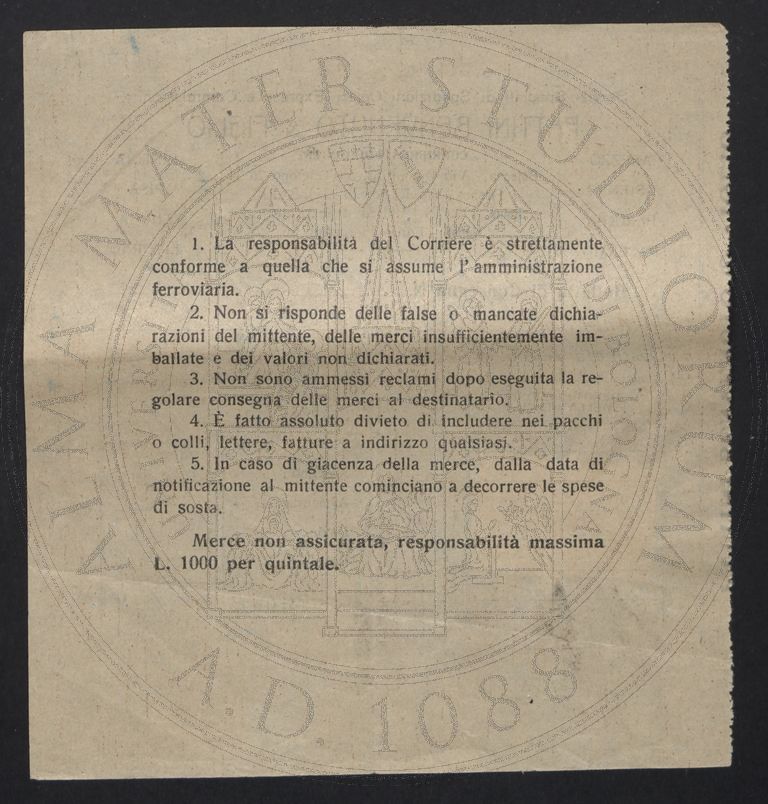 1. La responsabilità del Corriere è strettamente
conforme a quella che si assume l'amministrazione
ferroviaria.
2. Non si risponde delle false o mancate dichia-
razioni del mittente, delle merci insufficientemente im-
ballate e dei valori non dichiarati.
3. Non sono ammessi reclami dopo eseguita la re-
golare consegna delle merci al destinatario.
4. È fatto assoluto divieto di includere nei pacchi
o colli, lettere, fatture a indirizzo qualsiasi.
5. In caso di giacenza della merce, dalla data di
notificazione al mittente cominciano a decorrere le spese
di sosta.
Merce non assicurata, responsabilità massima
L. 1000 per quintale.
ALMA MATER STUDIORUM
A.D. 1088
UNIVERSITÀ DI BOLOGNA